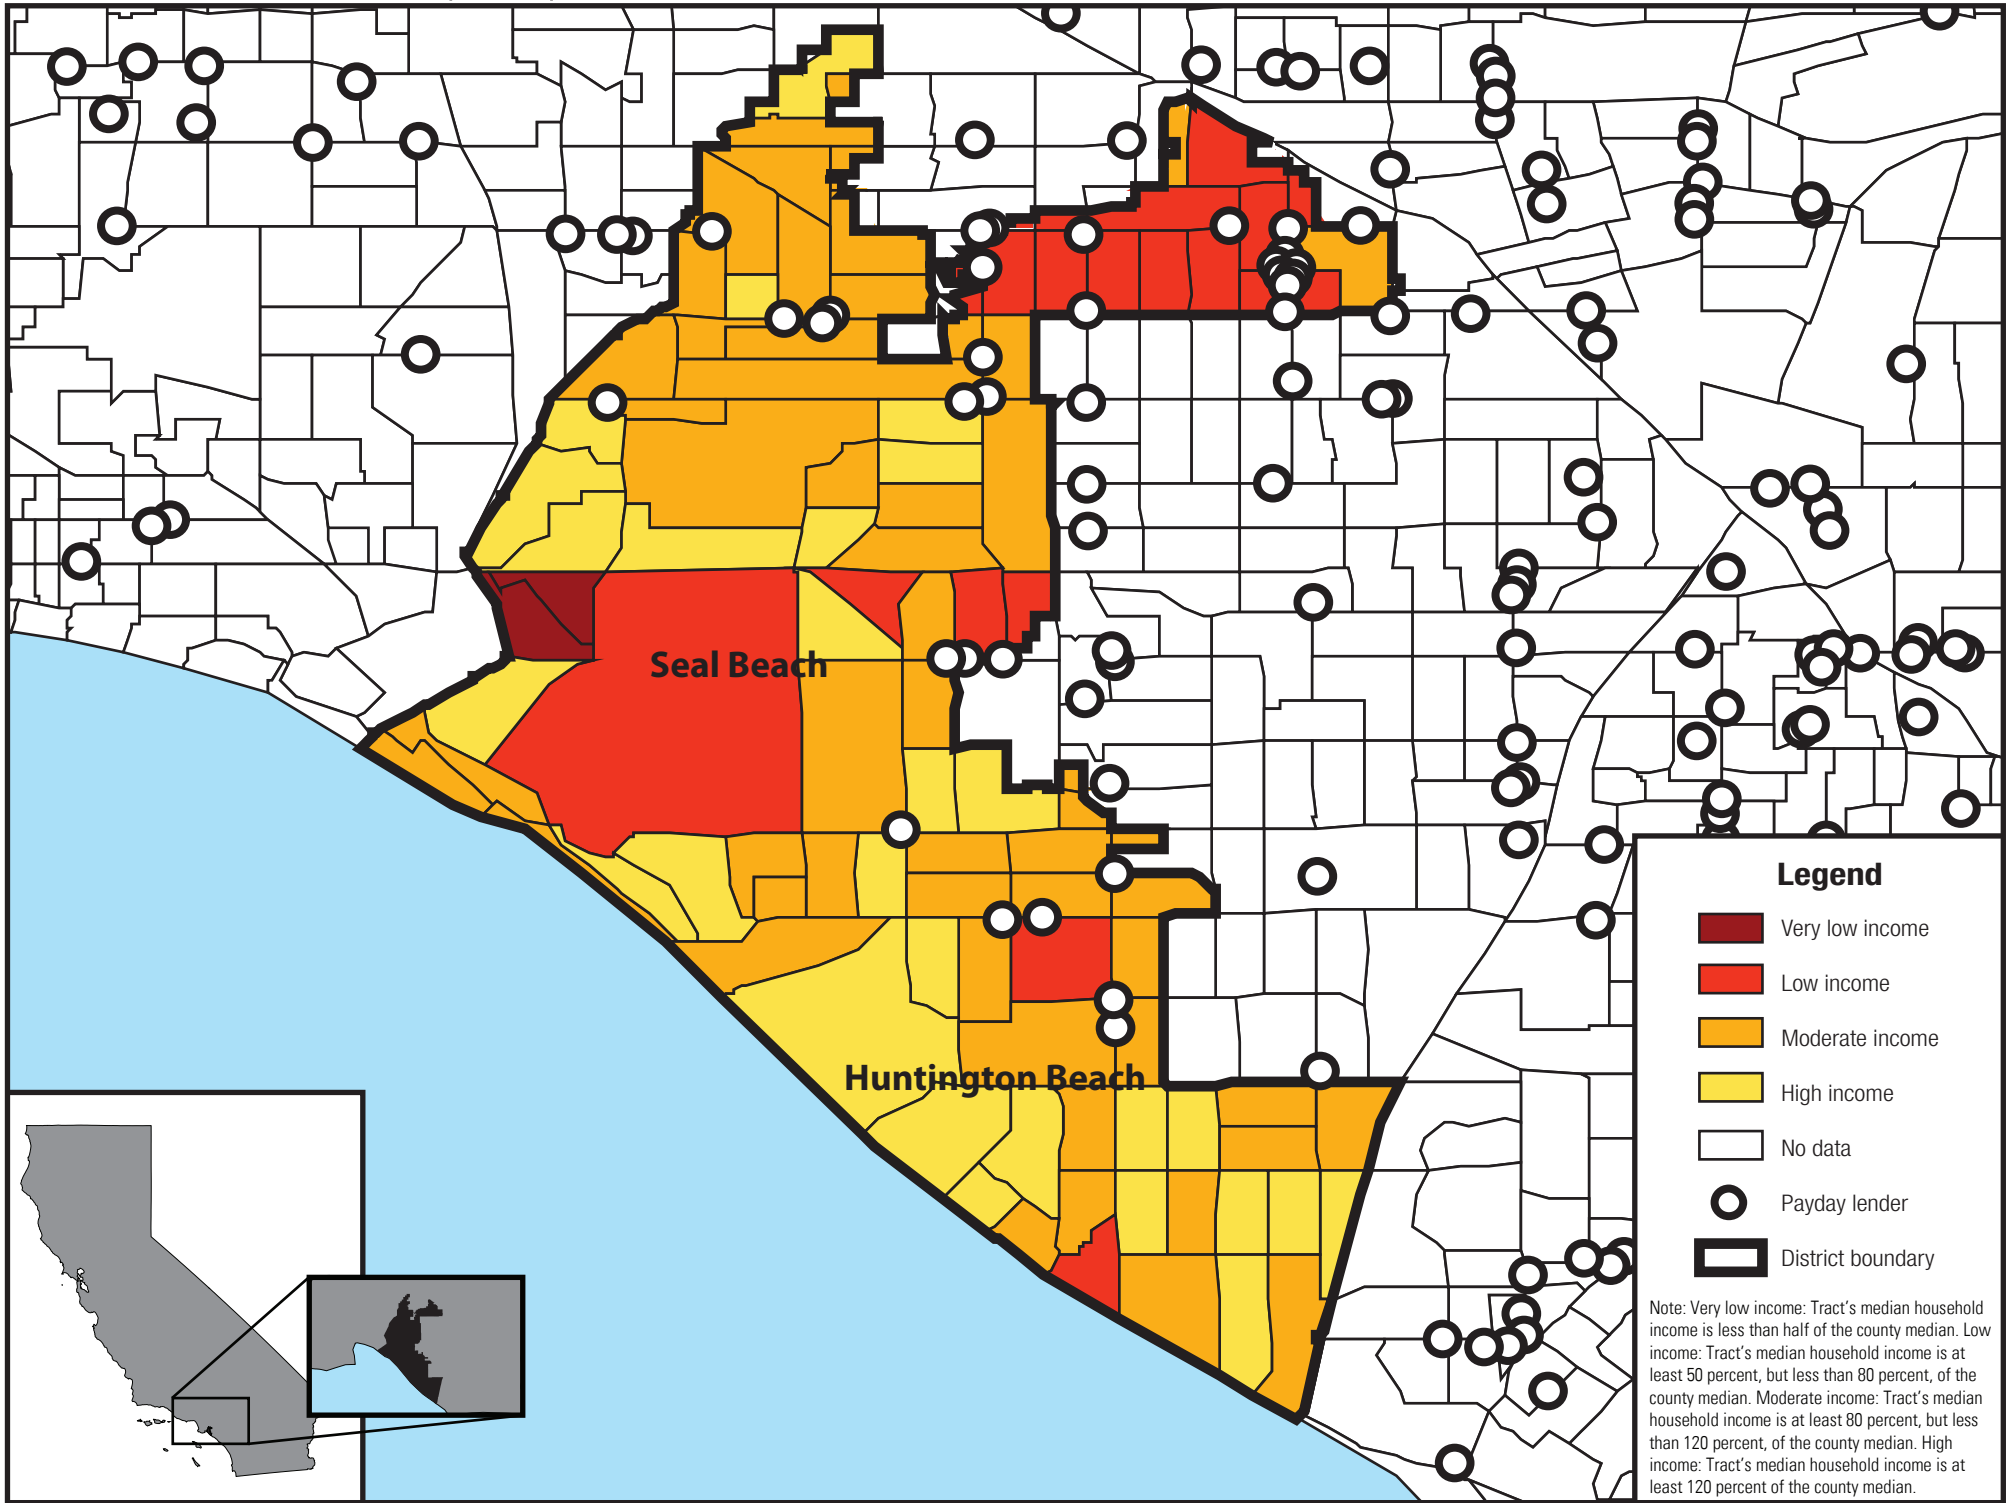 Seal Beach
Huntington Beach
Legend
Very low income
Low income
Moderate income
High income
No data
Payday lender
District boundary
Note: Very low income: Tract’s median household
income is less than half of the county median. Low
income: Tract’s median household income is at
least 50 percent, but less than 80 percent, of the
county median. Moderate income: Tract’s median
household income is at least 80 percent, but less
than 120 percent, of the county median. High
income: Tract’s median household income is at
least 120 percent of the county median.